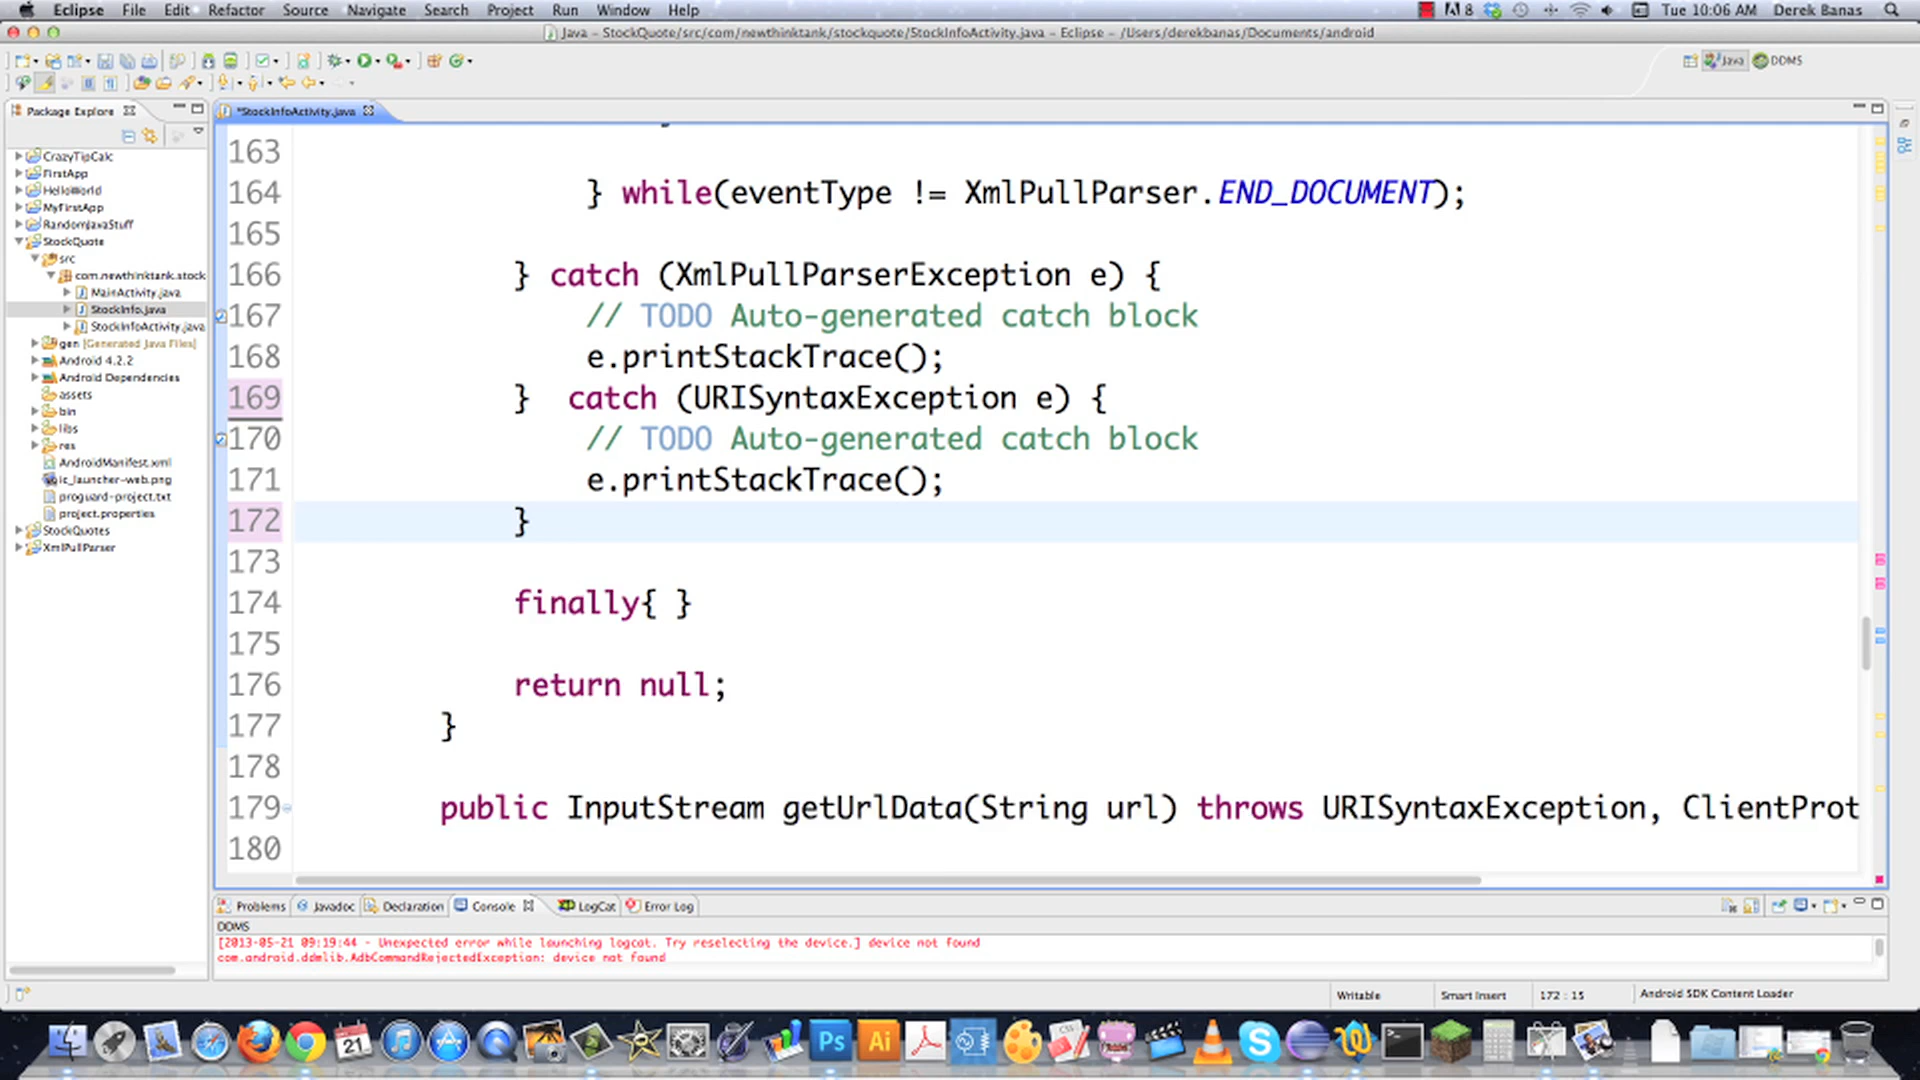 Eclipse File Edit Refactor Source Navigate Search Project Run Window Help 8 Tue 10:06 AM Derek Banas
Java – StockQuote/src/com/newthinktank/stockquote/StockInfoActivity.java – Eclipse – /Users/derekbanas/Documents/android
Java DDMS
Package Explore
*StockInfoActivity.java
CrazyTipCalc
FirstApp
HelloWorld
MyFirstApp
RandomJavaStuff
StockQuote
src
com.newthinktank.stock
MainActivity.java
StockInfo.java
StockInfoActivity.java
gen [Generated Java Files]
Android 4.2.2
Android Dependencies
assets
bin
libs
res
AndroidManifest.xml
ic_launcher-web.png
proguard-project.txt
project.properties
StockQuotes
XmlPullParser
163
164 } while(eventType != XmlPullParser.END_DOCUMENT);
165
166 } catch (XmlPullParserException e) {
167 // TODO Auto-generated catch block
168 e.printStackTrace();
169 } catch (URISyntaxException e) {
170 // TODO Auto-generated catch block
171 e.printStackTrace();
172 }
173
174 finally{ }
175
176 return null;
177 }
178
179 public InputStream getUrlData(String url) throws URISyntaxException, ClientProt
180
Problems Javadoc Declaration Console LogCat Error Log
DDMS
[2013-05-21 09:19:44 - Unexpected error while launching logcat. Try reselecting the device.] device not found
com.android.ddmlib.AdbCommandRejectedException: device not found
Writable Smart Insert 172 : 15 Android SDK Content Loader
21 Ps Ai